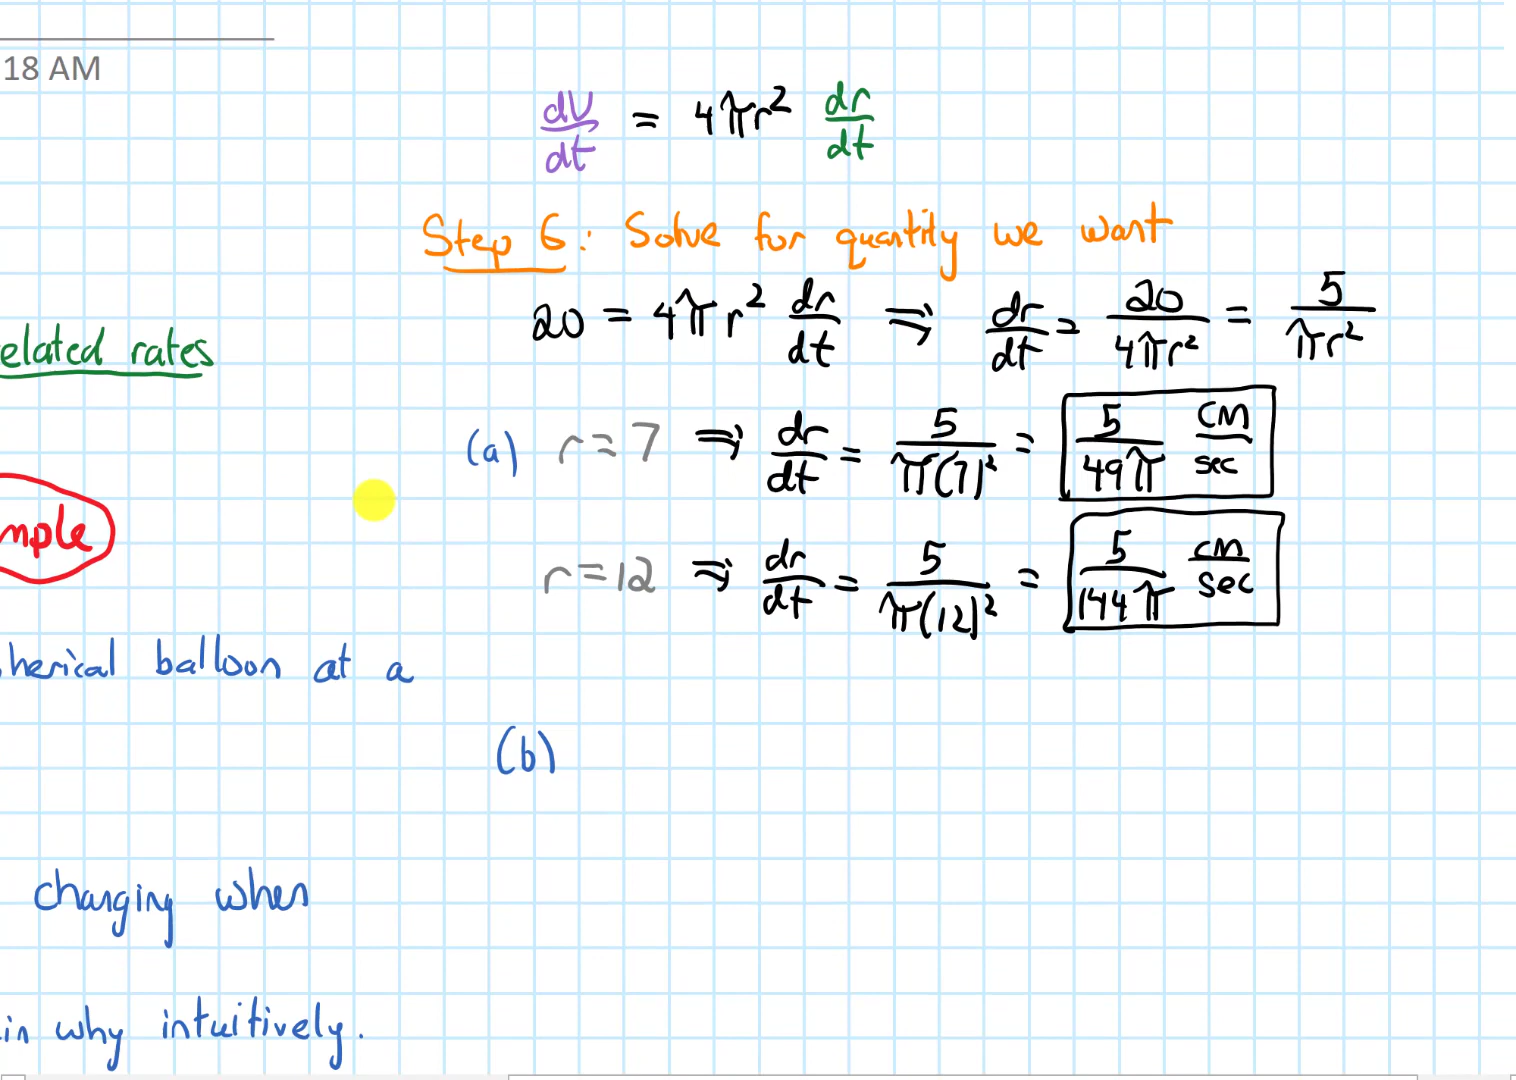 18 AM
dV/dt = 4πr² dr/dt
Step 6: Solve for quantity we want
20 = 4πr² dr/dt ⇒ dr/dt = 20/4πr² = 5/πr²
elated rates
(a) r=7 ⇒ dr/dt = 5/π(7)² = 5/49π cm/sec
mple
r=12 ⇒ dr/dt = 5/π(12)² = 5/144π cm/sec
herical balloon at a
(b)
changing when
in why intuitively.